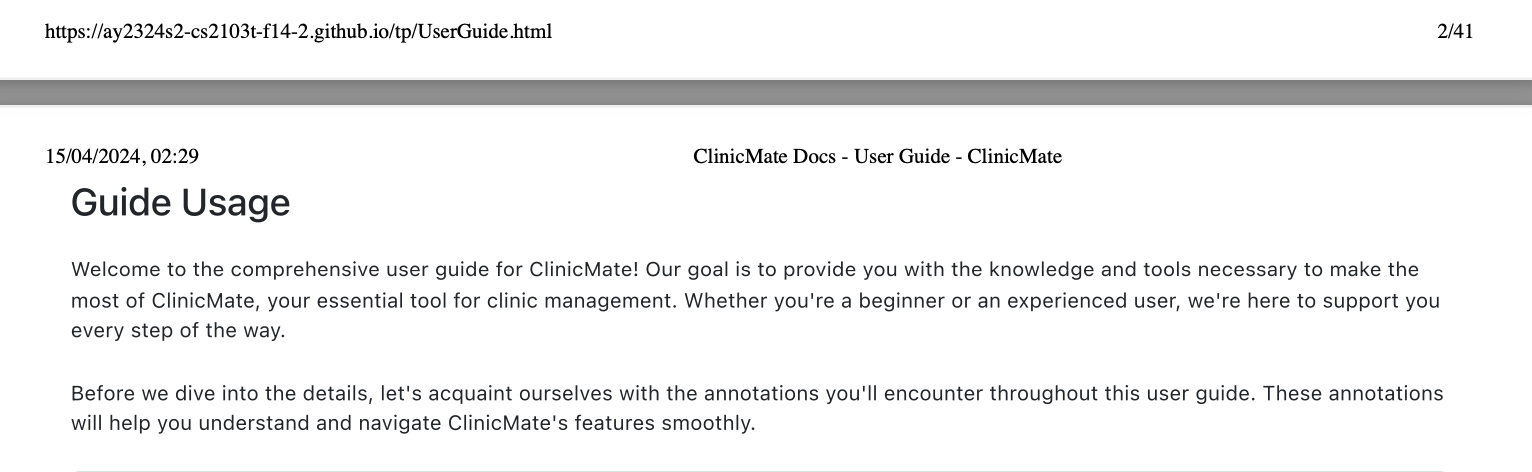 https://ay2324s2-cs2103t-f14-2.github.io/tp/UserGuide.html 2/41
15/04/2024, 02:29 ClinicMate Docs - User Guide - ClinicMate
Guide Usage
Welcome to the comprehensive user guide for ClinicMate! Our goal is to provide you with the knowledge and tools necessary to make the
most of ClinicMate, your essential tool for clinic management. Whether you're a beginner or an experienced user, we're here to support you
every step of the way.
Before we dive into the details, let's acquaint ourselves with the annotations you'll encounter throughout this user guide. These annotations
will help you understand and navigate ClinicMate's features smoothly.